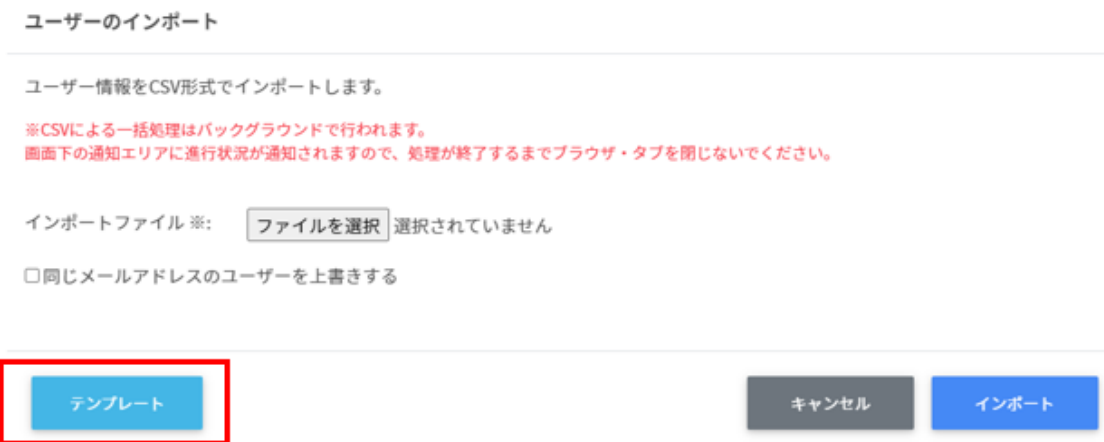 ユーザーのインポート
ユーザー情報をCSV形式でインポートします。
※CSVによる一括処理はバックグラウンドで行われます。
画面下の通知エリアに進行状況が通知されますので、処理が終了するまでブラウザ・タブを閉じないでください。
インポートファイル ※: ファイルを選択 選択されていません
同じメールアドレスのユーザーを上書きする
テンプレート キャンセル インポート